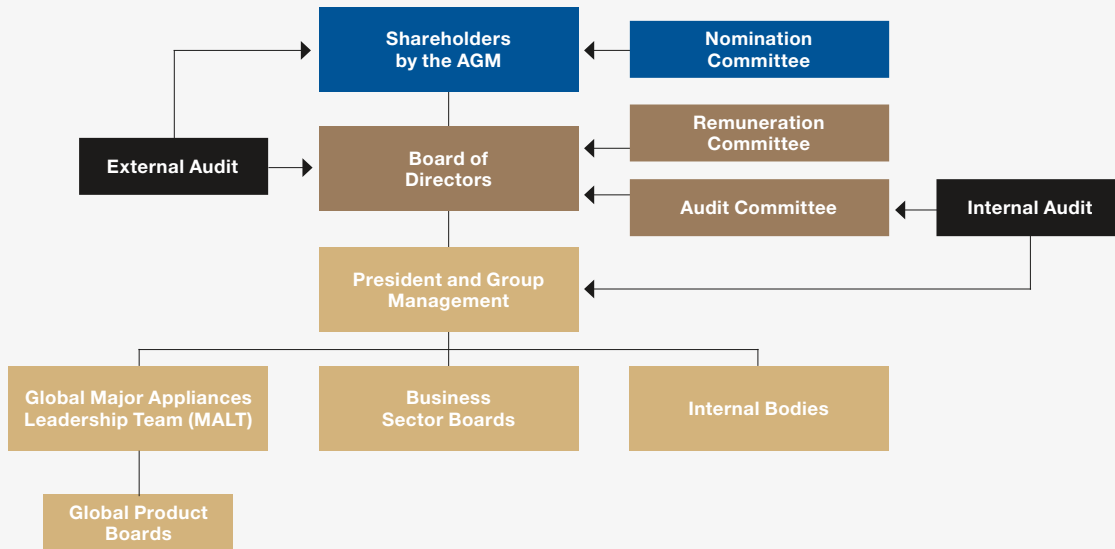 Shareholders
by the AGM
Nomination
Committee
Remuneration
Committee
External Audit
Board of
Directors
Audit Committee
Internal Audit
President and Group
Management
Global Major Appliances
Leadership Team (MALT)
Business
Sector Boards
Internal Bodies
Global Product
Boards